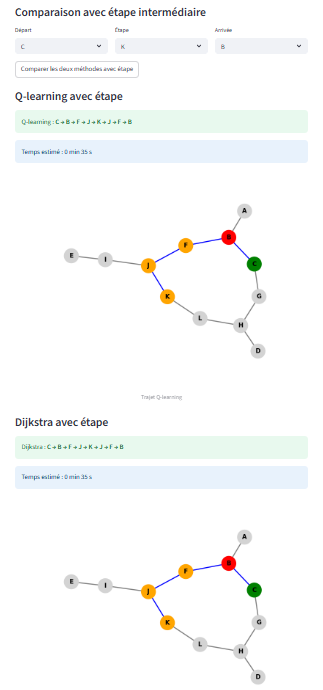 Comparaison avec étape intermédiaire
Départ Étape Arrivée
C K B
Comparer les deux méthodes avec étape
Q-learning avec étape
Q-learning : C → B → F → J → K → J → F → B
Temps estimé : 0 min 35 s
A
B
F
E
I
J
C
K
G
L
H
D
Trajet Q-learning
Dijkstra avec étape
Dijkstra : C → B → F → J → K → J → F → B
Temps estimé : 0 min 35 s
A
B
F
E
I
J
C
K
G
L
H
D